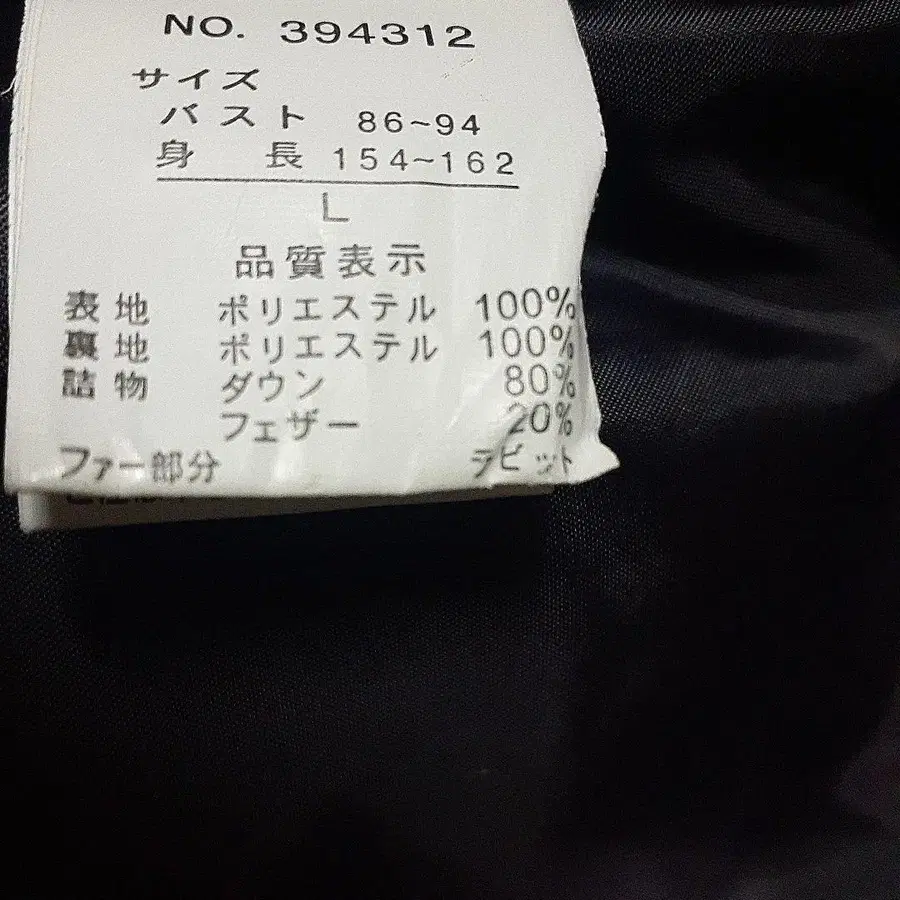 NO. 394312
サイズ
バスト 86~94
身 長 154~162
L
品質表示
表地 ポリエステル 100%
裏地 ポリエステル 100%
詰物 ダウン 80%
フェザー 20%
ファー部分 ラビット